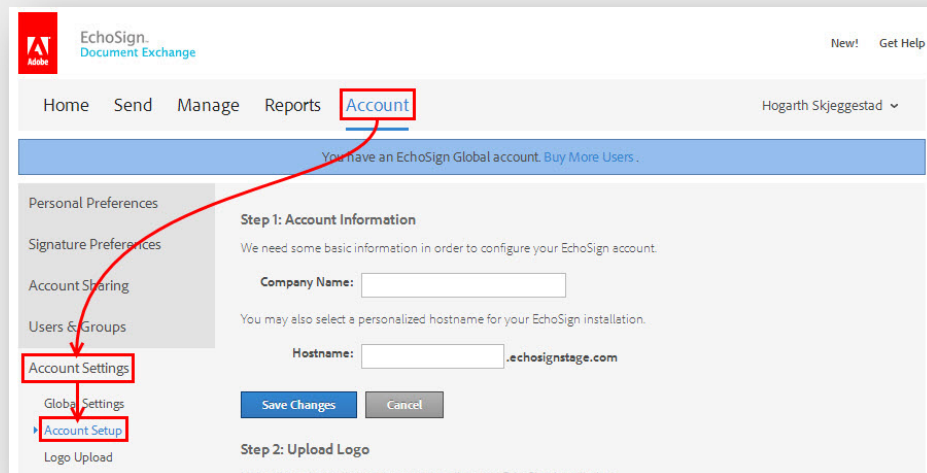 Adobe
EchoSign.
Document Exchange
New! Get Help
Home Send Manage Reports Account
Hogarth Skjeggestad
You have an EchoSign Global account. Buy More Users.
Personal Preferences
Signature Preferences
Account Sharing
Users & Groups
Account Settings
Global Settings
Account Setup
Logo Upload
Step 1: Account Information
We need some basic information in order to configure your EchoSign account.
Company Name:
You may also select a personalized hostname for your EchoSign installation.
Hostname: .echosignstage.com
Save Changes Cancel
Step 2: Upload Logo